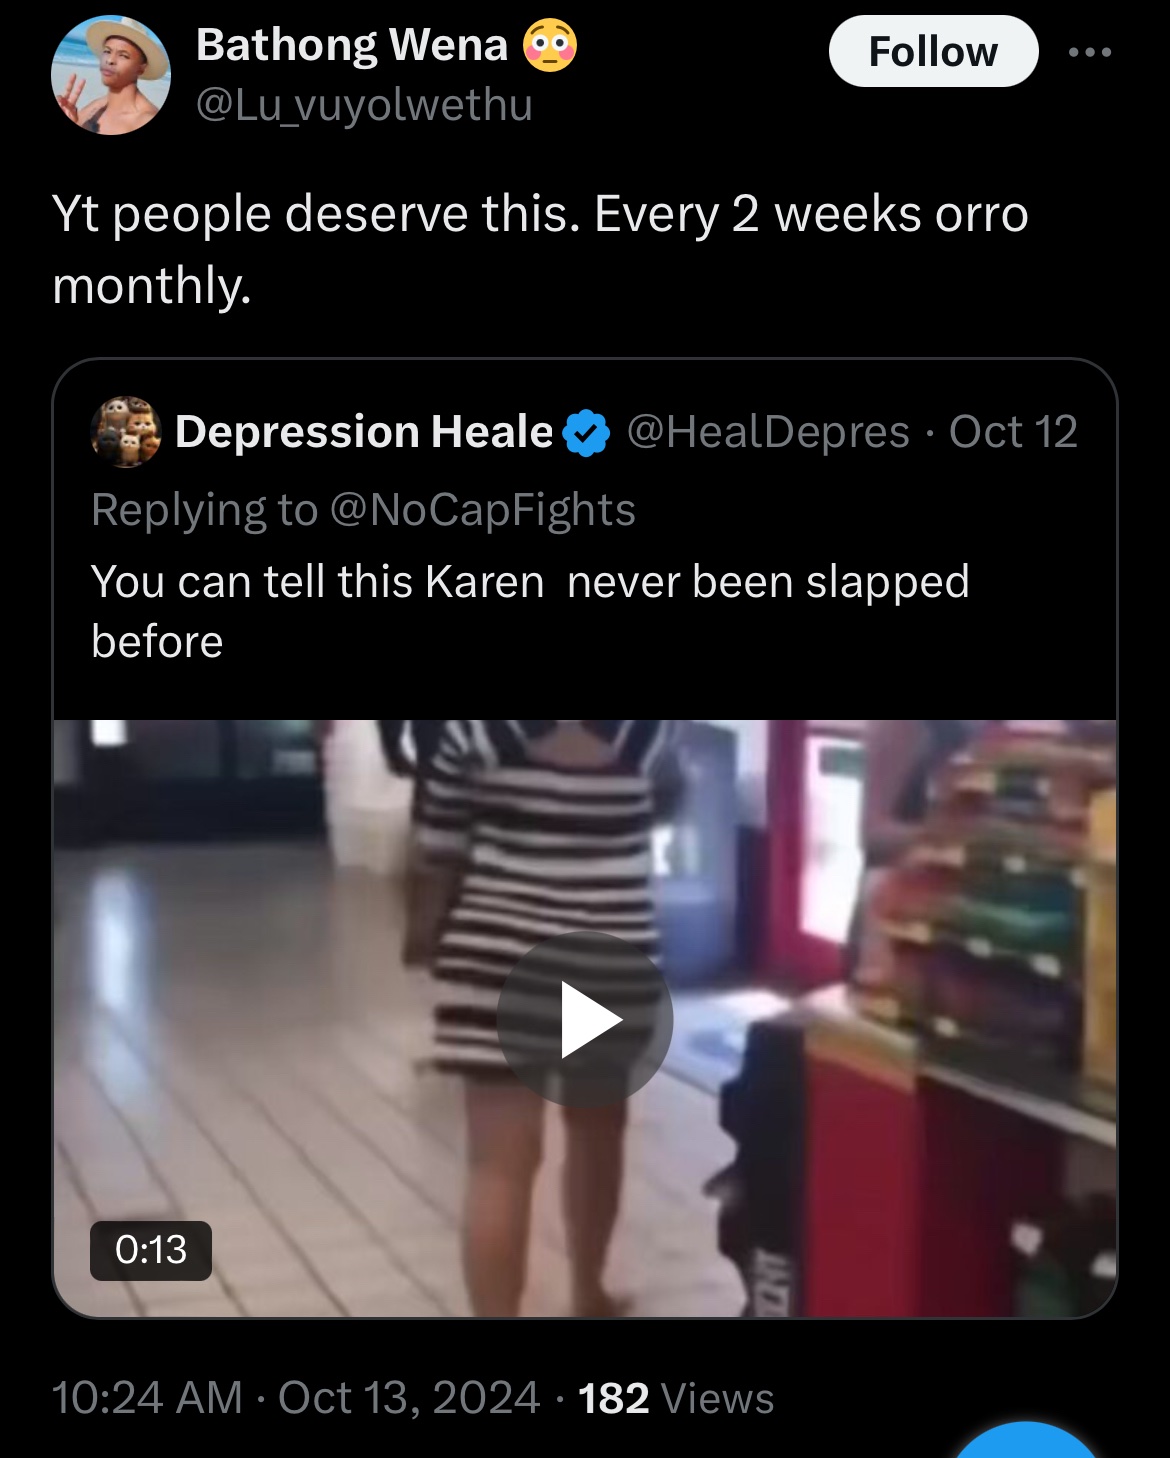 Bathong Wena 😳
Follow
@Lu_vuyolwethu
Yt people deserve this. Every 2 weeks orro
monthly.
Depression Heale @HealDepres · Oct 12
Replying to @NoCapFights
You can tell this Karen  never been slapped
before
0:13
10:24 AM · Oct 13, 2024 · 182 Views